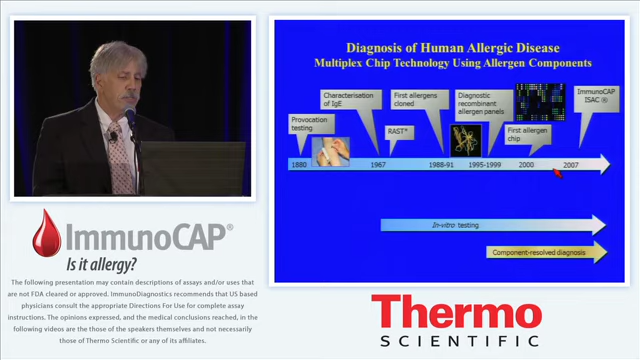 Diagnosis of Human Allergic Disease
Multiplex Chip Technology Using Allergen Components
Provocation
testing
Characterisation
of IgE
RAST®
First allergens
cloned
Diagnostic
recombinant
allergen panels
First allergen
chip
ImmunoCAP
ISAC ®
1880
1967
1988-91
1995-1999
2000
2007
In-vitro testing
Component-resolved diagnosis
ImmunoCAP®
Is it allergy?
The following presentation may contain descriptions of assays and/or uses that
are not FDA cleared or approved. ImmunoDiagnostics recommends that US based
physicians consult the appropriate Directions For Use for complete assay
instructions. The opinions expressed, and the medical conclusions reached, in the
following videos are the those of the speakers themselves and not necessarily
those of Thermo Scientific or any of its affiliates.
Thermo
SCIENTIFIC